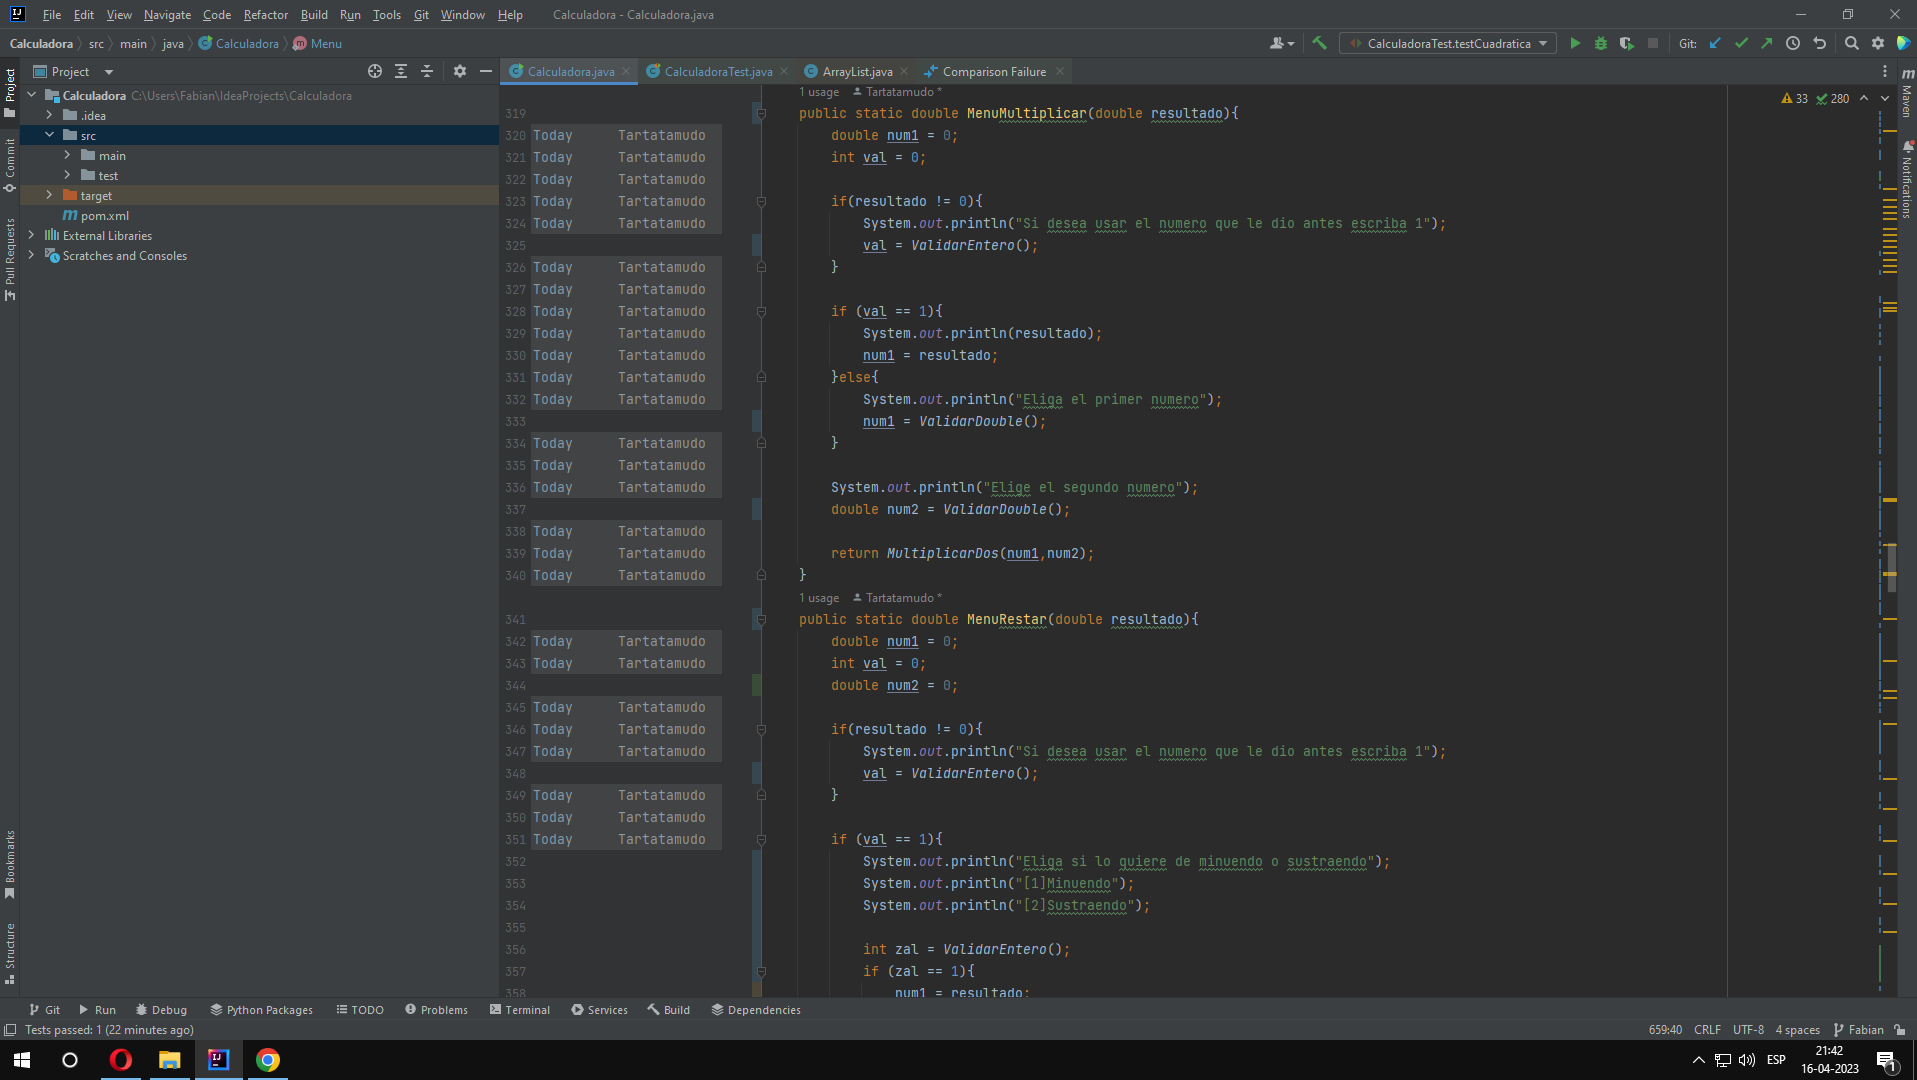 File Edit View Navigate Code Refactor Build Run Tools Git Window Help Calculadora - Calculadora.java
Calculadora src main java Calculadora Menu CalculadoraTest.testCuadratica Git:
Project
Calculadora.java CalculadoraTest.java ArrayList.java Comparison Failure
Calculadora C:\Users\Fabian\IdeaProjects\Calculadora
.idea
src
main
test
target
pom.xml
External Libraries
Scratches and Consoles
Project
Commit
Pull Requests
Bookmarks
Structure
Maven
Notifications
33 280
1 usage Tartatamudo *
319 public static double MenuMultiplicar(double resultado){
320 Today Tartatamudo double num1 = 0;
321 Today Tartatamudo int val = 0;
322 Today Tartatamudo
323 Today Tartatamudo if(resultado != 0){
324 Today Tartatamudo System.out.println("Si desea usar el numero que le dio antes escriba 1");
325 val = ValidarEntero();
326 Today Tartatamudo }
327 Today Tartatamudo
328 Today Tartatamudo if (val == 1){
329 Today Tartatamudo System.out.println(resultado);
330 Today Tartatamudo num1 = resultado;
331 Today Tartatamudo }else{
332 Today Tartatamudo System.out.println("Eliga el primer numero");
333 num1 = ValidarDouble();
334 Today Tartatamudo }
335 Today Tartatamudo
336 Today Tartatamudo System.out.println("Elige el segundo numero");
337 double num2 = ValidarDouble();
338 Today Tartatamudo
339 Today Tartatamudo return MultiplicarDos(num1,num2);
340 Today Tartatamudo }
1 usage Tartatamudo *
341 public static double MenuRestar(double resultado){
342 Today Tartatamudo double num1 = 0;
343 Today Tartatamudo int val = 0;
344 double num2 = 0;
345 Today Tartatamudo
346 Today Tartatamudo if(resultado != 0){
347 Today Tartatamudo System.out.println("Si desea usar el numero que le dio antes escriba 1");
348 val = ValidarEntero();
349 Today Tartatamudo }
350 Today Tartatamudo
351 Today Tartatamudo if (val == 1){
352 System.out.println("Eliga si lo quiere de minuendo o sustraendo");
353 System.out.println("[1]Minuendo");
354 System.out.println("[2]Sustraendo");
355
356 int zal = ValidarEntero();
357 if (zal == 1){
358 num1 = resultado;
Git Run Debug Python Packages TODO Problems Terminal Services Build Dependencies
Tests passed: 1 (22 minutes ago) 659:40 CRLF UTF-8 4 spaces Fabian
ESP 21:42
16-04-2023
1